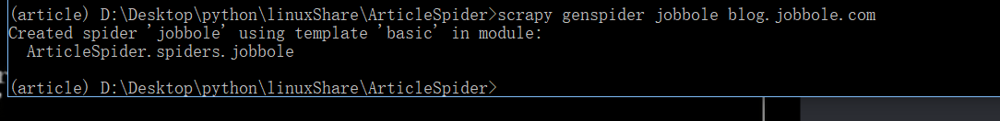 (article) D:\Desktop\python\linuxShare\ArticleSpider>scrapy genspider jobbole blog.jobbole.com
Created spider 'jobbole' using template 'basic' in module:
  ArticleSpider.spiders.jobbole
(article) D:\Desktop\python\linuxShare\ArticleSpider>